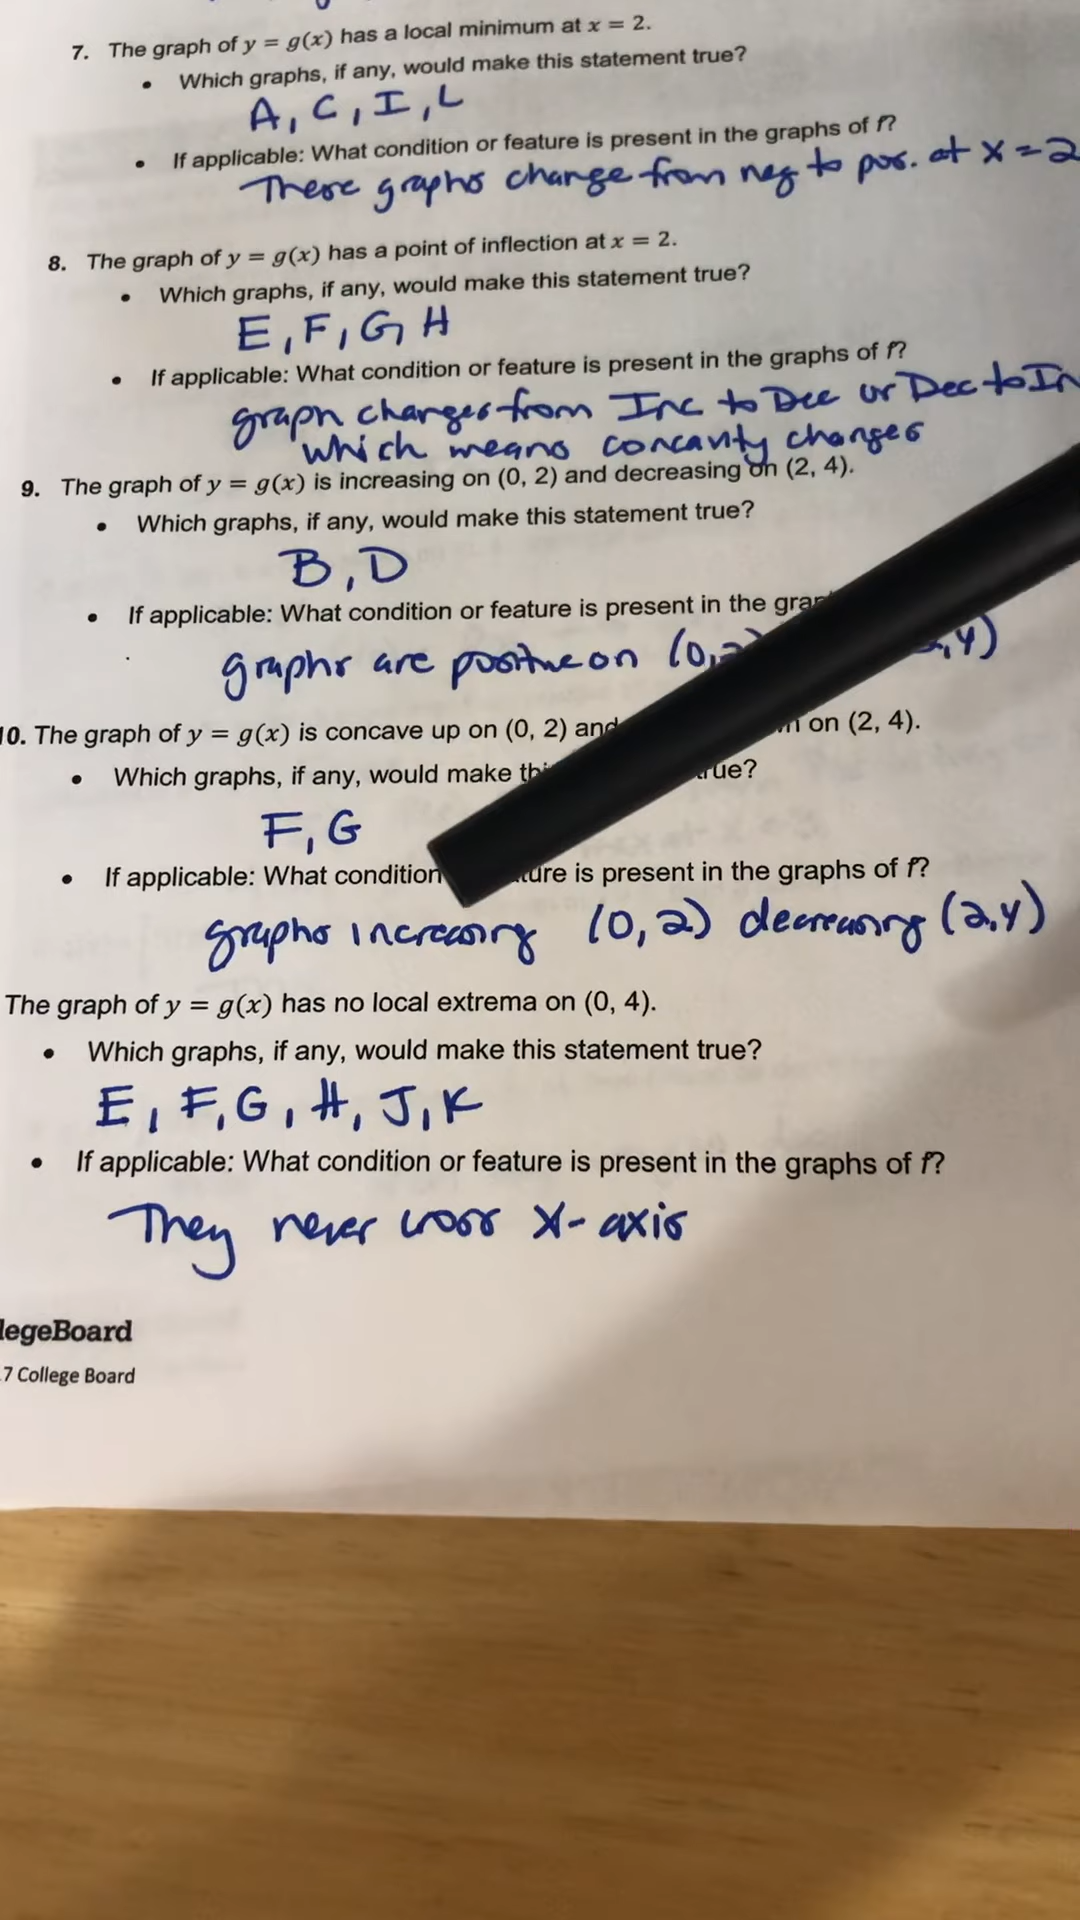 7. The graph of y = g(x) has a local minimum at x = 2.
• Which graphs, if any, would make this statement true?
A, C, I, L
• If applicable: What condition or feature is present in the graphs of f?
These graphs change from neg to pos. at x = 2
8. The graph of y = g(x) has a point of inflection at x = 2.
• Which graphs, if any, would make this statement true?
E, F, G, H
• If applicable: What condition or feature is present in the graphs of f?
graph changes from Inc to Dec or Dec to In
which means concavity changes
9. The graph of y = g(x) is increasing on (0, 2) and decreasing on (2, 4).
• Which graphs, if any, would make this statement true?
B, D
• If applicable: What condition or feature is present in the
graphs are positive on (0,2) ,4)
10. The graph of y = g(x) is concave up on (0, 2) and on (2, 4).
• Which graphs, if any, would make true?
F, G
• If applicable: What condition is present in the graphs of f?
graphs increasing (0, 2) decreasing (2,4)
The graph of y = g(x) has no local extrema on (0, 4).
• Which graphs, if any, would make this statement true?
E, F, G, H, J, K
• If applicable: What condition or feature is present in the graphs of f?
They never cross x-axis
legeBoard
7 College Board